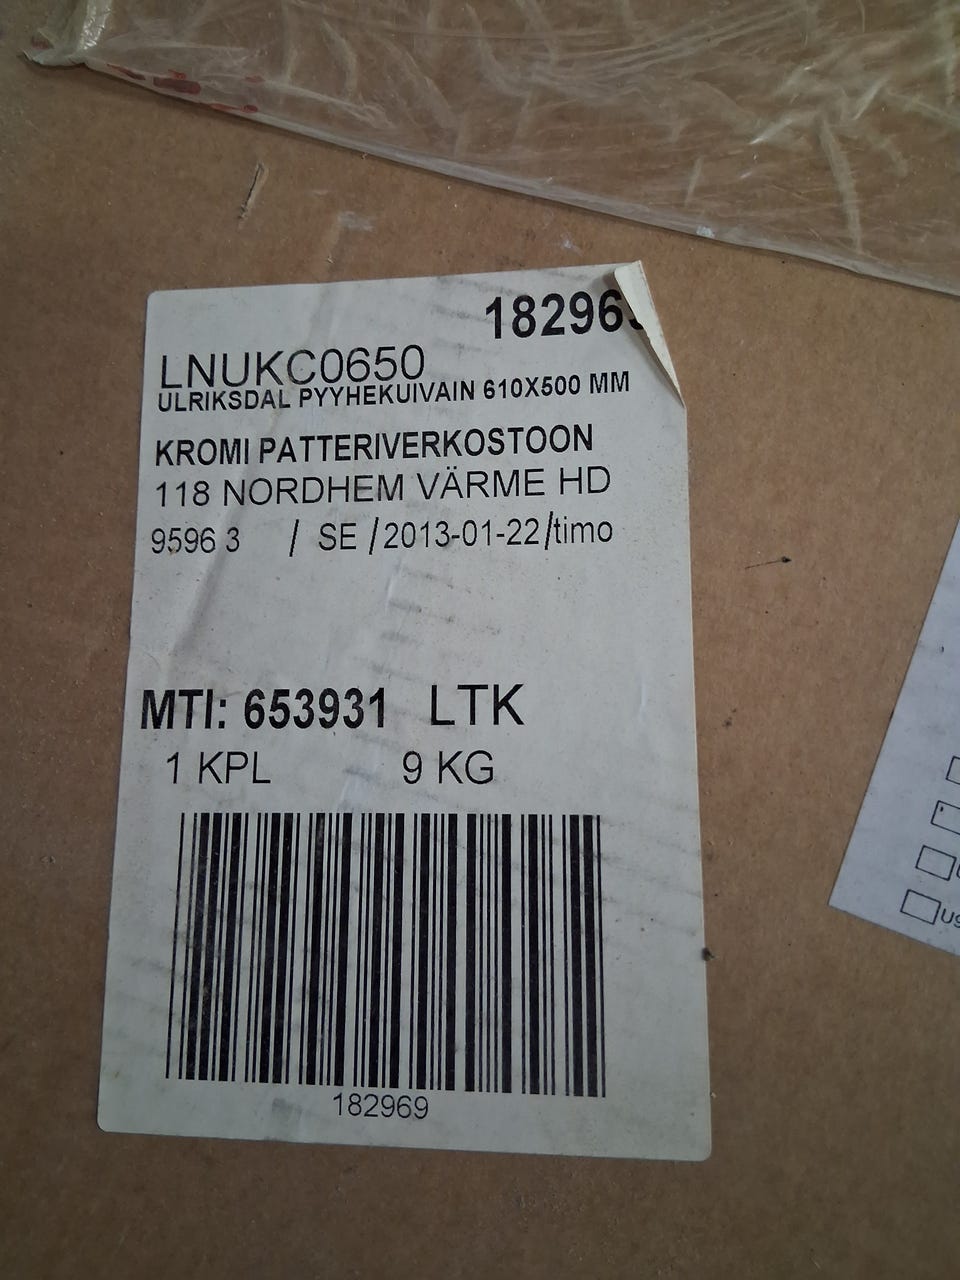 182969
LNUKC0650
ULRIKSDAL PYYHEKUIVAIN 610X500 MM
KROMI PATTERIVERKOSTOON
118 NORDHEM VÄRME HD
9596 3 / SE /2013-01-22/timo
MTI: 653931 LTK
1 KPL 9 KG
182969